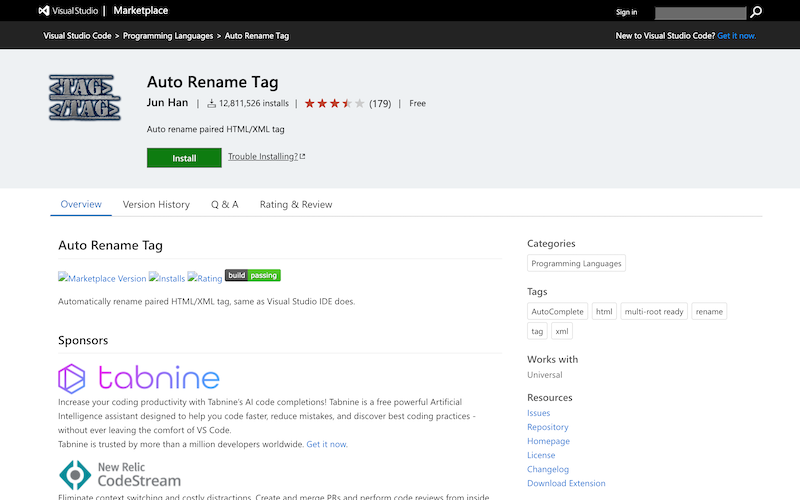 Visual Studio | Marketplace
Sign in
Visual Studio Code > Programming Languages > Auto Rename Tag
New to Visual Studio Code? Get it now.
<TAG>
</TAG>
Auto Rename Tag
Jun Han | 12,811,526 installs | (179) | Free
Auto rename paired HTML/XML tag
Install Trouble Installing?
Overview Version History Q & A Rating & Review
Auto Rename Tag
Marketplace Version Installs Rating build passing
Automatically rename paired HTML/XML tag, same as Visual Studio IDE does.
Sponsors
tabnine
Increase your coding productivity with Tabnine's AI code completions! Tabnine is a free powerful Artificial
Intelligence assistant designed to help you code faster, reduce mistakes, and discover best coding practices -
without ever leaving the comfort of VS Code.
Tabnine is trusted by more than a million developers worldwide. Get it now.
New Relic
CodeStream
Eliminate context switching and costly distractions. Create and merge PRs and perform code reviews from inside
Categories
Programming Languages
Tags
AutoComplete html multi-root ready rename
tag xml
Works with
Universal
Resources
Issues
Repository
Homepage
License
Changelog
Download Extension